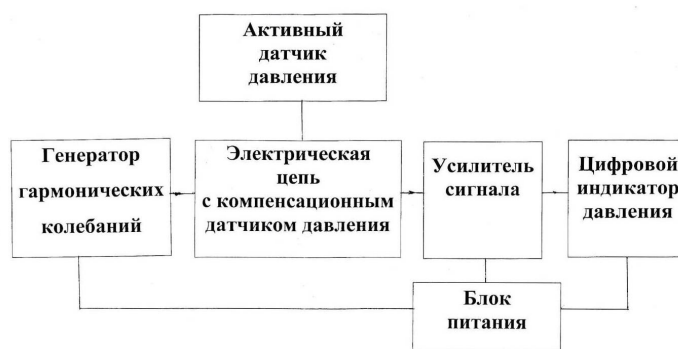 Активный
датчик
давления
Генератор
гармонических
колебаний
Электрическая
цепь
с компенсационным
датчиком давления
Усилитель
сигнала
Цифровой
индикатор
давления
Блок
питания